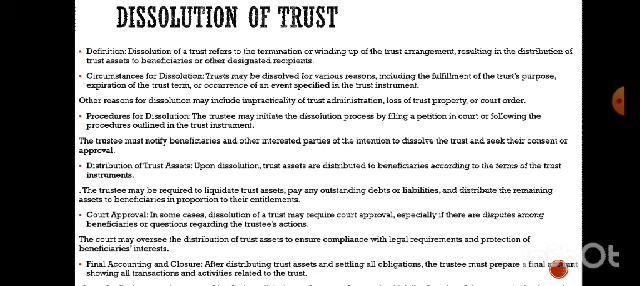 DISSOLUTION OF TRUST
• Definition: Dissolution of a trust refers to the termination or winding up of the trust arrangement, resulting in the distribution of
trust assets to beneficiaries or other designated recipients.
• Circumstances for Dissolution: Trusts may be dissolved for various reasons, including the fulfillment of the trust's purpose,
expiration of the trust term, or occurrence of an event specified in the trust instrument.
Other reasons for dissolution may include impracticality of trust administration, loss of trust property, or court order.
• Procedures for Dissolution: The trustee may initiate the dissolution process by filing a petition in court or following the
procedures outlined in the trust instrument.
The trustee must notify beneficiaries and other interested parties of the intention to dissolve the trust and seek their consent or
approval.
• Distribution of Trust Assets: Upon dissolution, trust assets are distributed to beneficiaries according to the terms of the trust
instruments.
. The trustee may be required to liquidate trust assets, pay any outstanding debts or liabilities, and distribute the remaining
assets to beneficiaries in proportion to their entitlements.
• Court Approval: In some cases, dissolution of a trust may require court approval, especially if there are disputes among
beneficiaries or questions regarding the trustee's actions.
The court may oversee the distribution of trust assets to ensure compliance with legal requirements and protection of
beneficiaries' interests.
• Final Accounting and Closure: After distributing trust assets and settling all obligations, the trustee must prepare a final
showing all transactions and activities related to the trust.